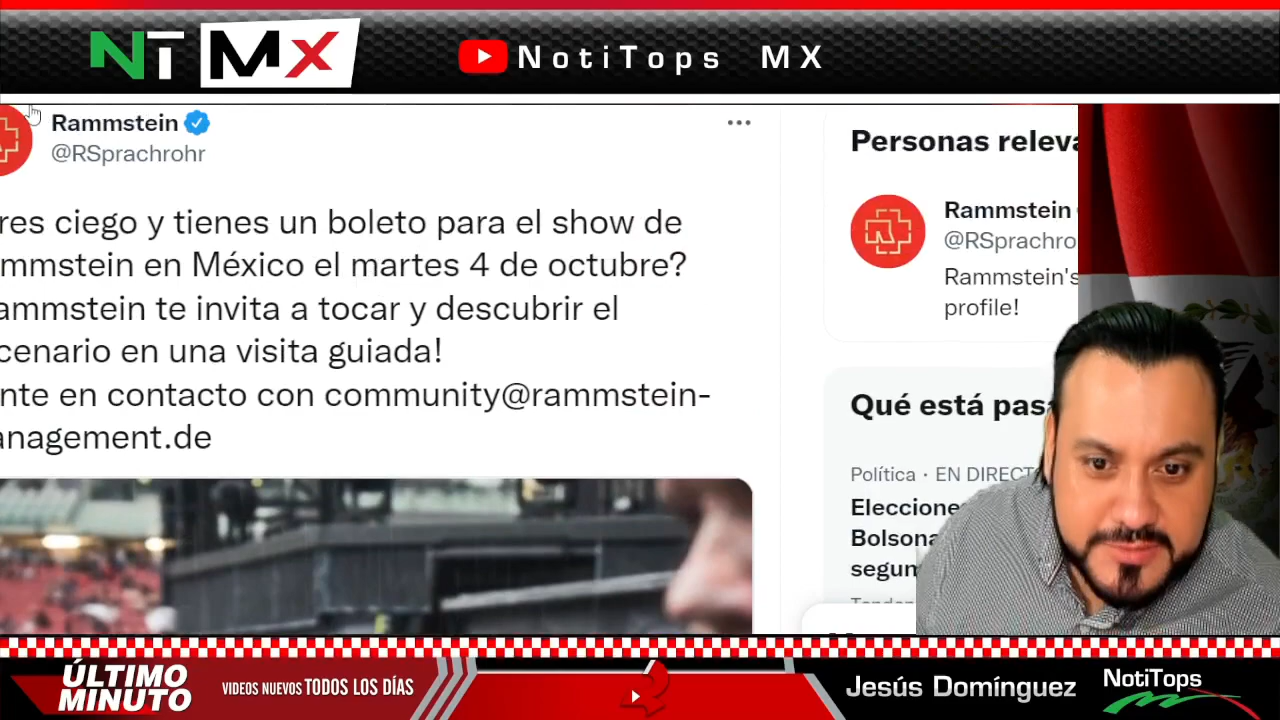 NT MX
NotiTops MX
Rammstein
@RSprachrohr
res ciego y tienes un boleto para el show de
mmstein en México el martes 4 de octubre?
ammstein te invita a tocar y descubrir el
cenario en una visita guiada!
nte en contacto con community@rammstein-
anagement.de
Personas releva
Rammstein
@RSprachro
Rammstein's
profile!
Qué está pasa
Política · EN DIRECTO
Eleccione
Bolsona
segun
ÚLTIMO
MINUTO
VIDEOS NUEVOS TODOS LOS DÍAS
Jesús Domínguez
NotiTops